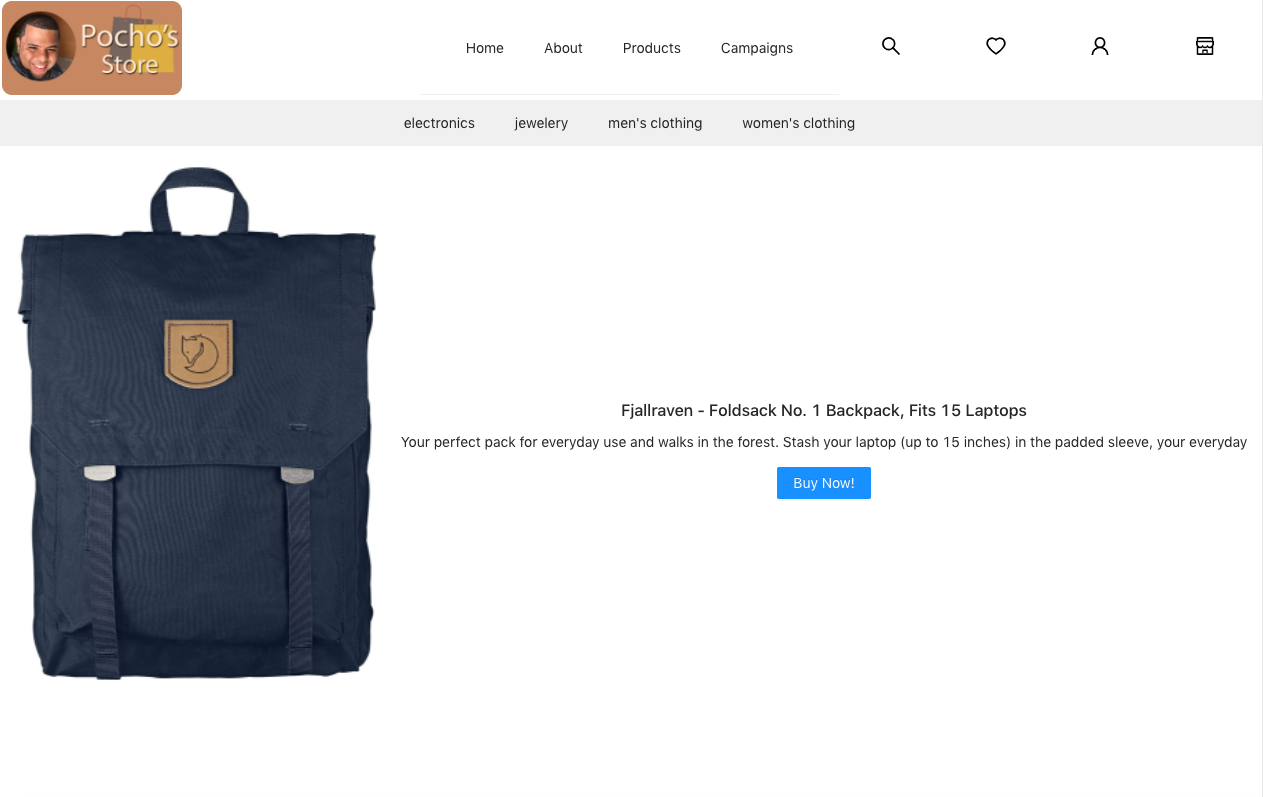 Pocho's
Store
Home About Products Campaigns
electronics jewelery men's clothing women's clothing
Fjallraven - Foldsack No. 1 Backpack, Fits 15 Laptops
Your perfect pack for everyday use and walks in the forest. Stash your laptop (up to 15 inches) in the padded sleeve, your everyday
Buy Now!